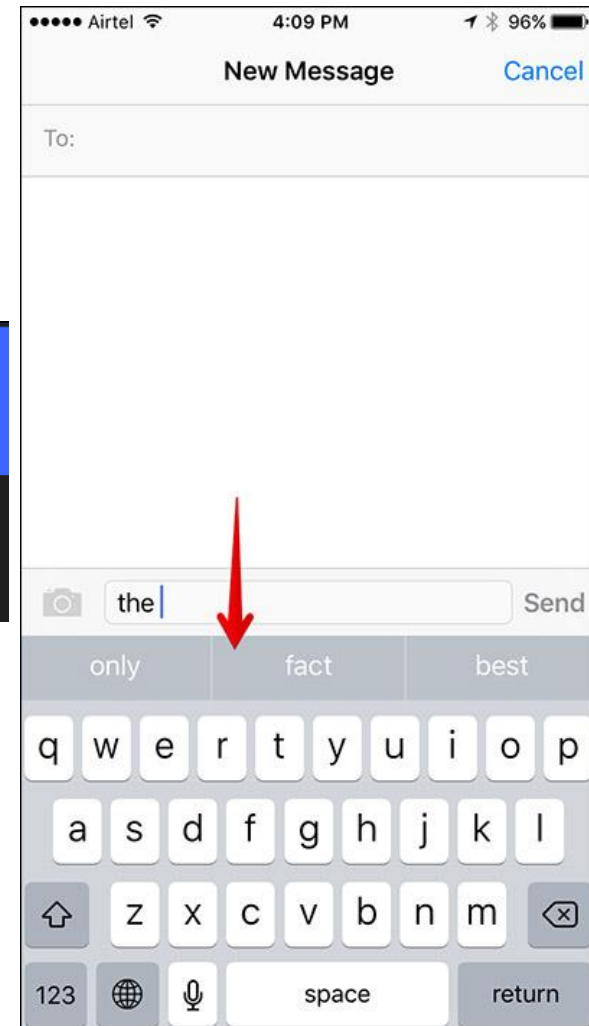 Airtel 4:09 PM 96%
New Message Cancel
To:
the Send
only fact best
q w e r t y u i o p
a s d f g h j k l
z x c v b n m
123 space return